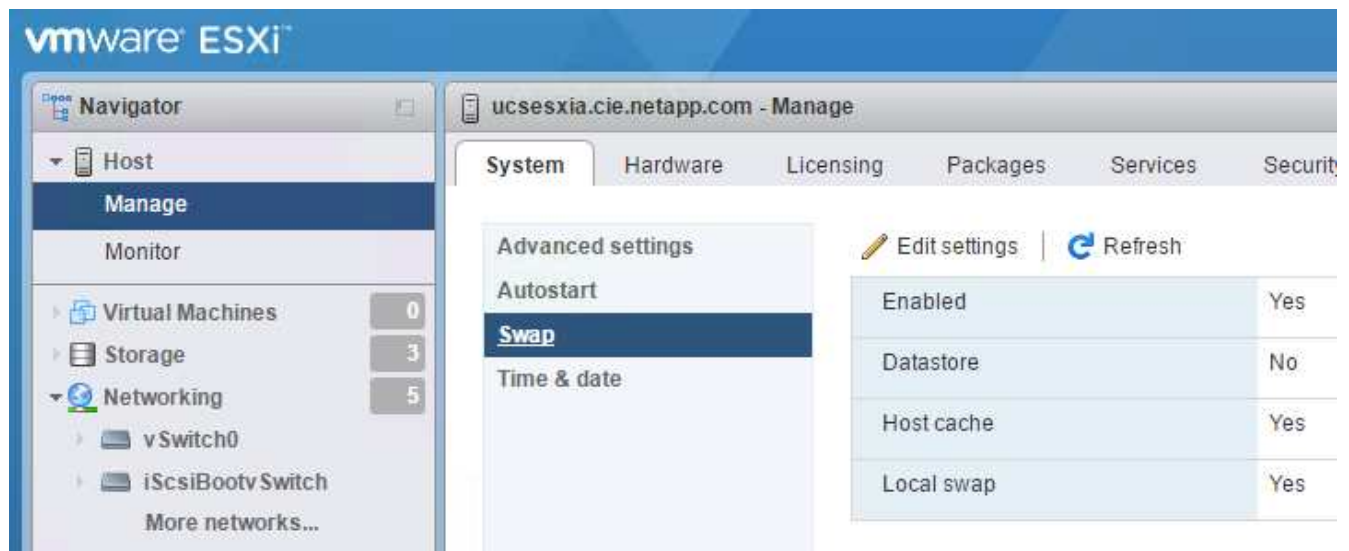 vmware ESXi™
Navigator
Host
Manage
Monitor
Virtual Machines 0
Storage 3
Networking 5
vSwitch0
iScsiBootvSwitch
More networks...
ucsesxia.cie.netapp.com - Manage
System Hardware Licensing Packages Services Security
Advanced settings
Autostart
Swap
Time & date
Edit settings | Refresh
Enabled Yes
Datastore No
Host cache Yes
Local swap Yes